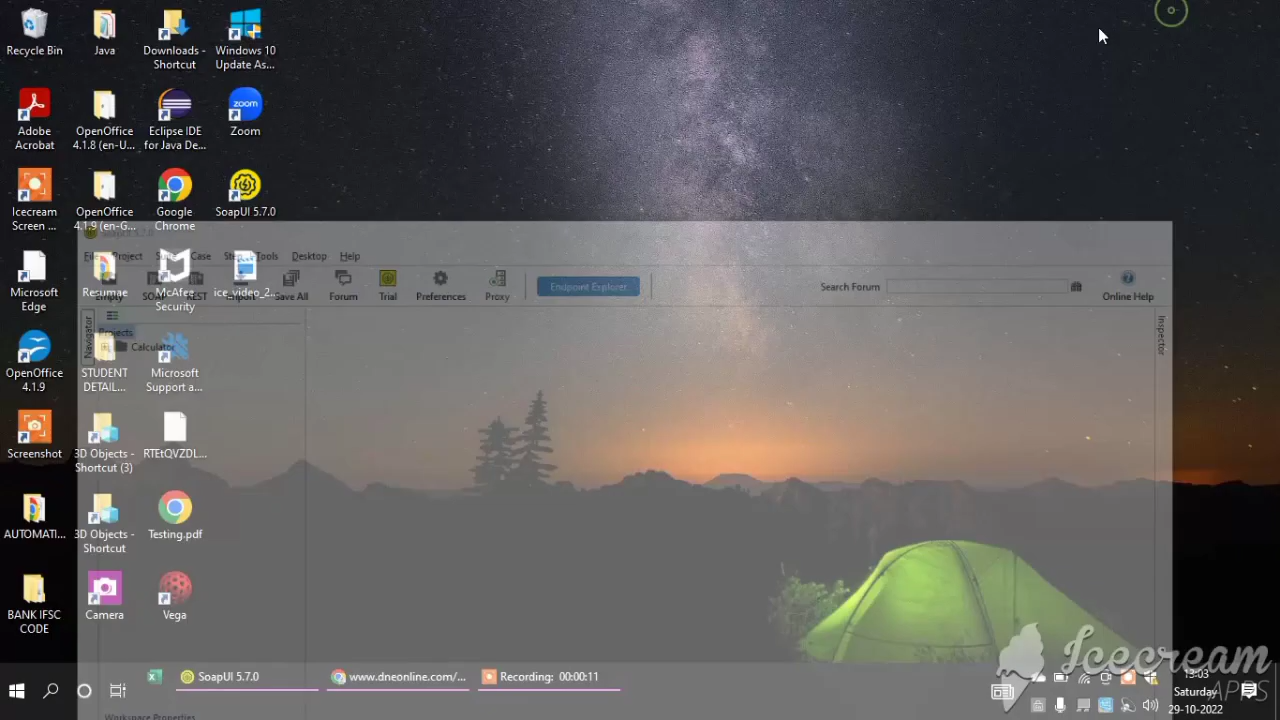 Recycle Bin
Java
Downloads -
Shortcut
Windows 10
Update As...
Adobe
Acrobat
OpenOffice
4.1.8 (en-U...
Eclipse IDE
for Java De...
zoom
Zoom
Icecream
Screen ...
OpenOffice
4.1.9 (en-G...
Google
Chrome
SoapUI 5.7.0
Project
Case
Tools
Desktop
Help
Microsoft
Edge
Resumae
McAfee
Security
ice_video_2...
Save All
Forum
Trial
Preferences
Proxy
Endpoint Explorer
Search Forum
Online Help
Navigator
Projects
Calculator
Inspector
OpenOffice
4.1.9
STUDENT
DETAIL...
Microsoft
Support a...
Screenshot
3D Objects -
Shortcut (3)
RTEtQVZDL...
AUTOMATI...
3D Objects -
Shortcut
Testing.pdf
BANK IFSC
CODE
Camera
Vega
SoapUI 5.7.0
www.dneonline.com/...
Recording: 00:00:11
13:03
Saturday
29-10-2022
Workspace Properties
Icecream
APPS